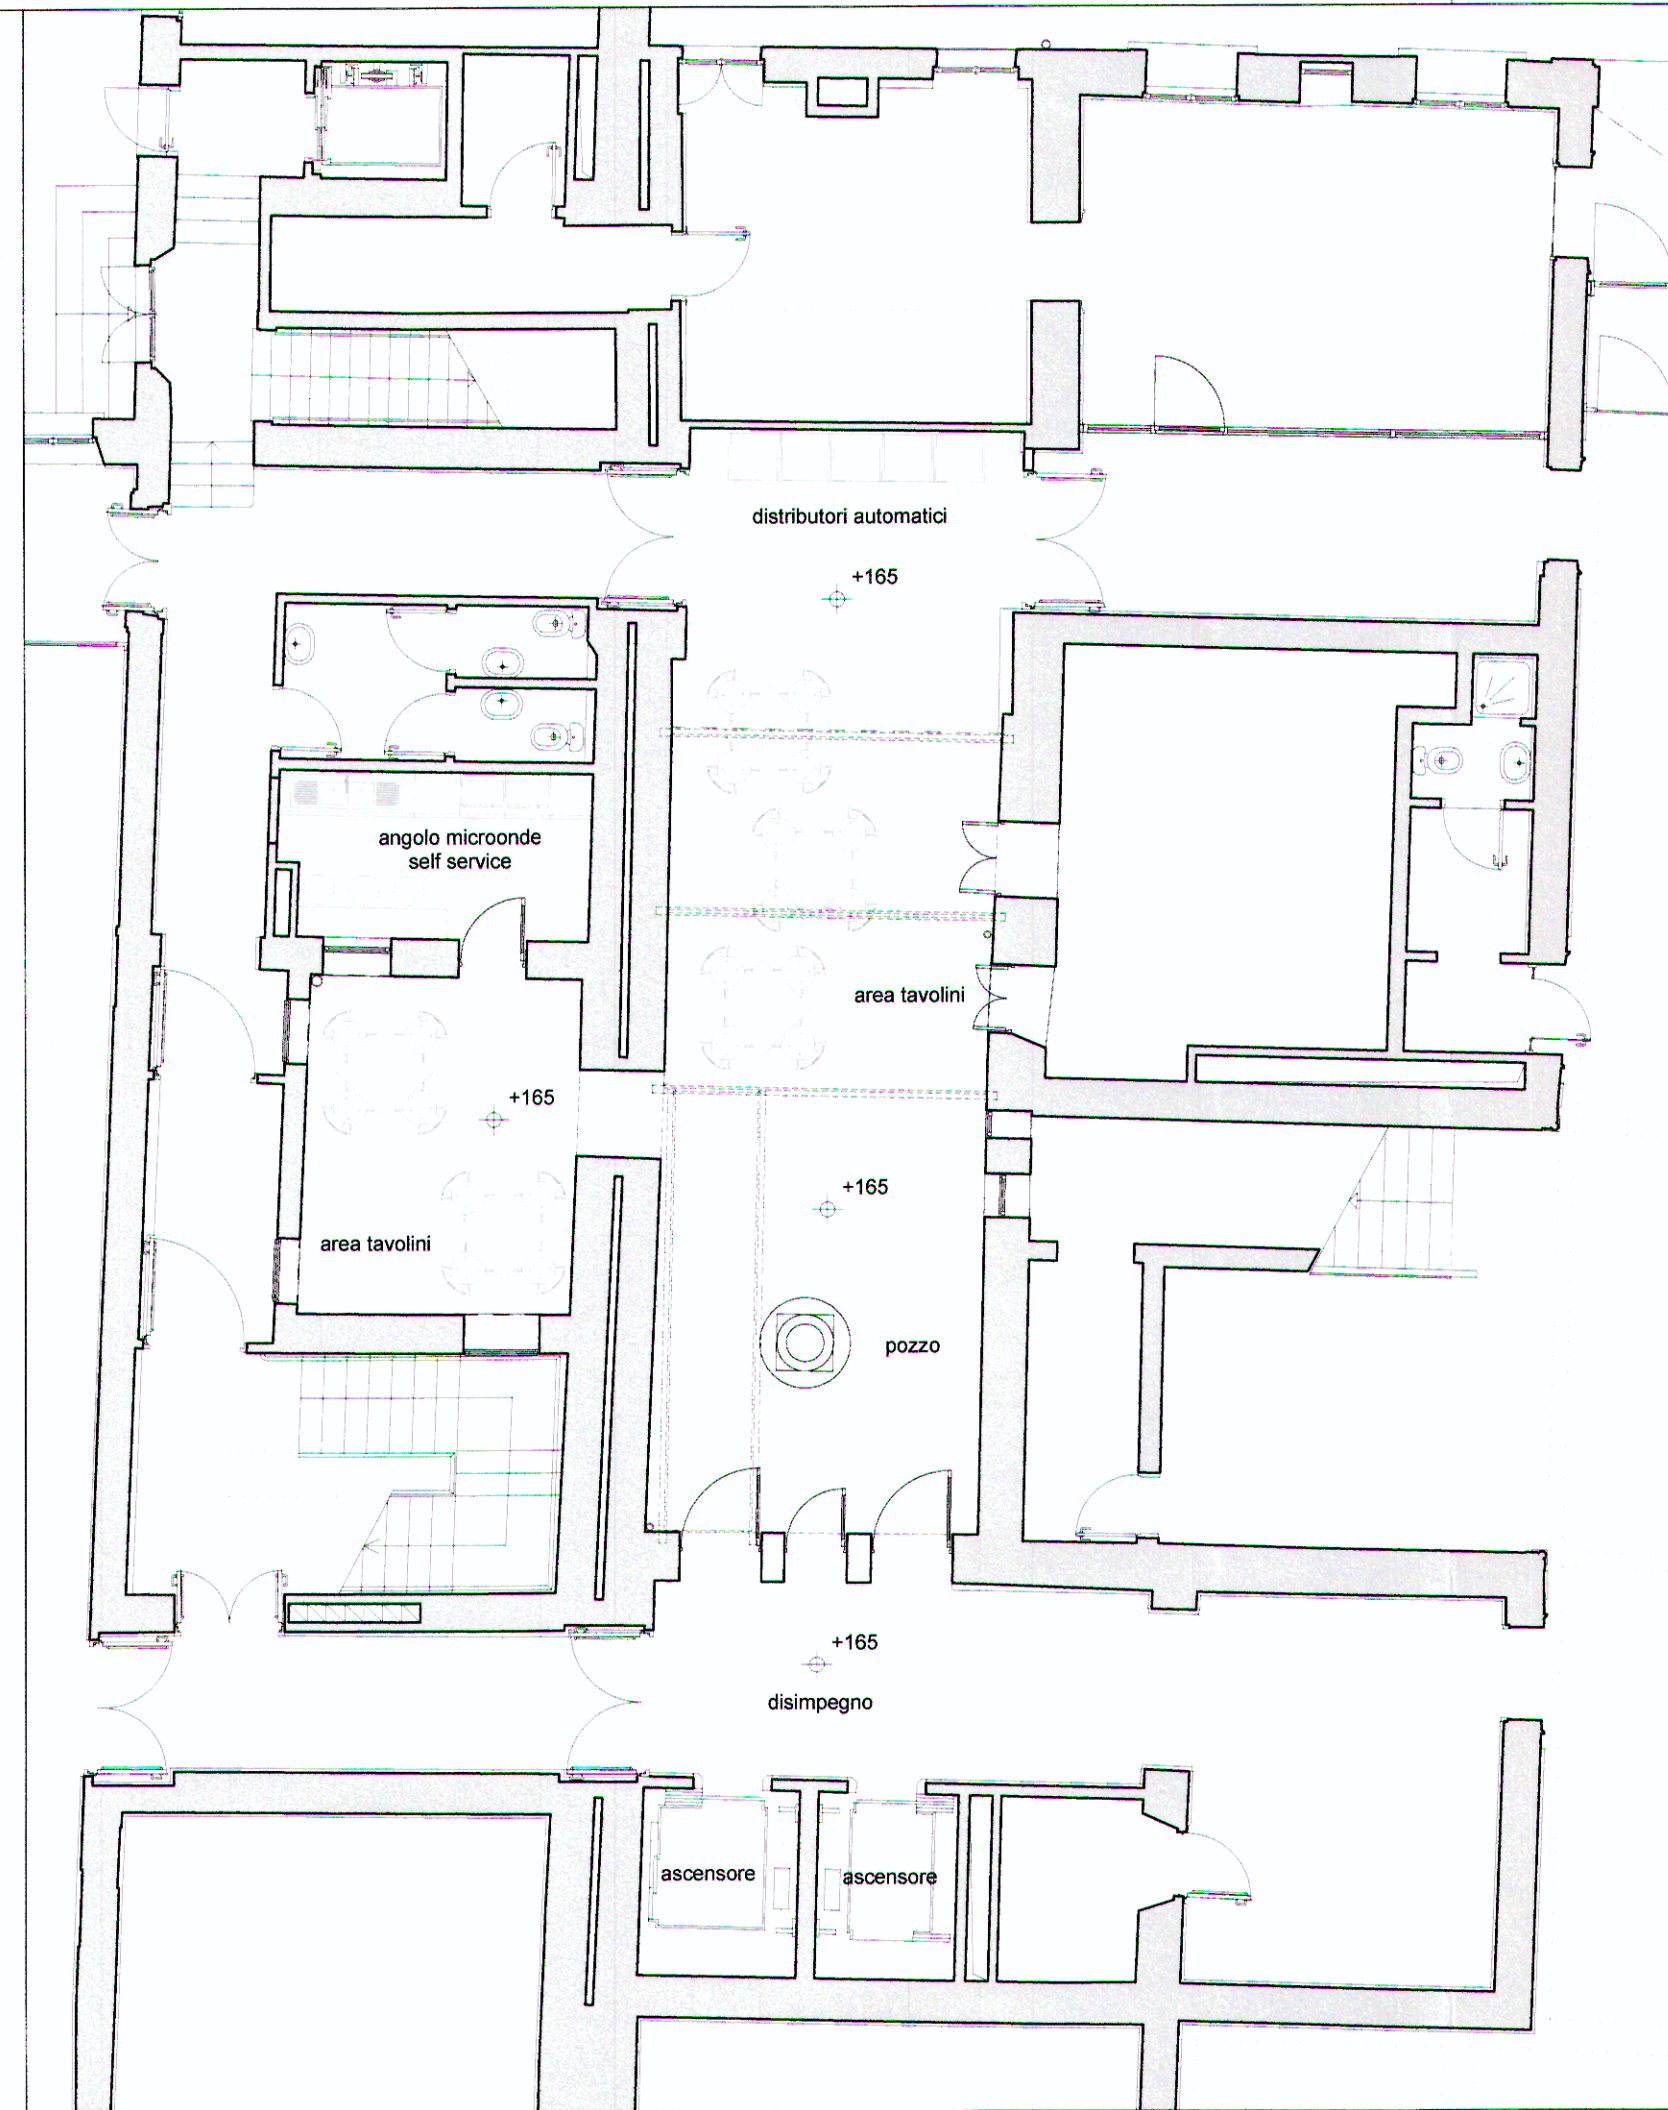 distributori automatici
+165
angolo microonde
self service
area tavolini
+165
+165
area tavolini
pozzo
+165
disimpegno
ascensore
ascensore